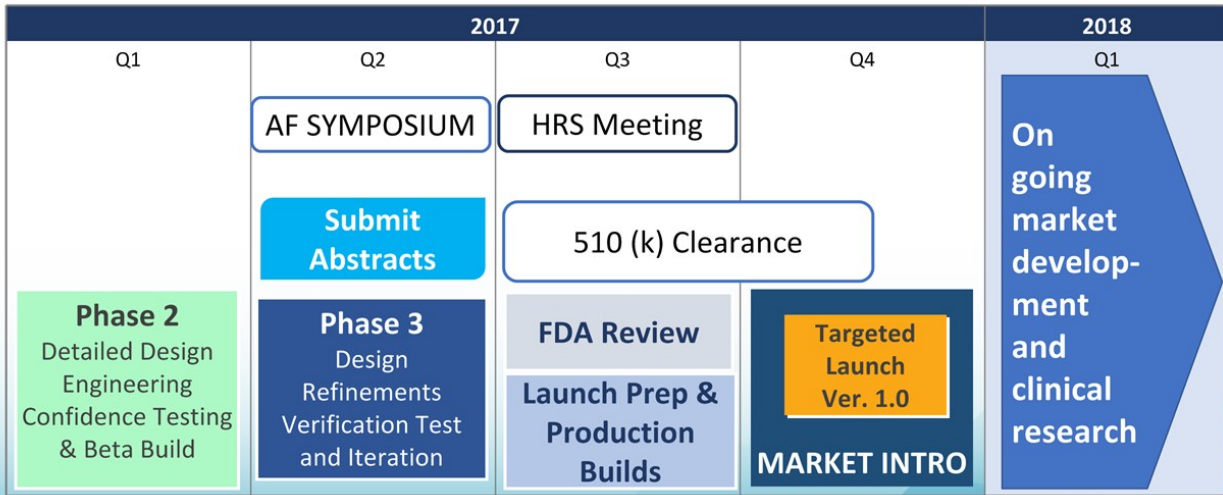 2017
2018
Q1
Q2
Q3
Q4
Q1
AF SYMPOSIUM
HRS Meeting
Submit
Abstracts
510 (k) Clearance
Phase 2
Detailed Design
Engineering
Confidence Testing
& Beta Build
Phase 3
Design
Refinements
Verification Test
and Iteration
FDA Review
Launch Prep &
Production
Builds
Targeted
Launch
Ver. 1.0
MARKET INTRO
On
going
market
develop-
ment
and
clinical
research